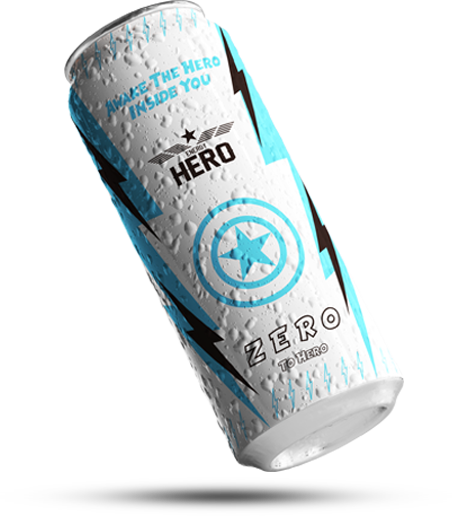 AWAKE THE HERO
INSIDE YOU
ENERGY
HERO
ZERO
TO HERO